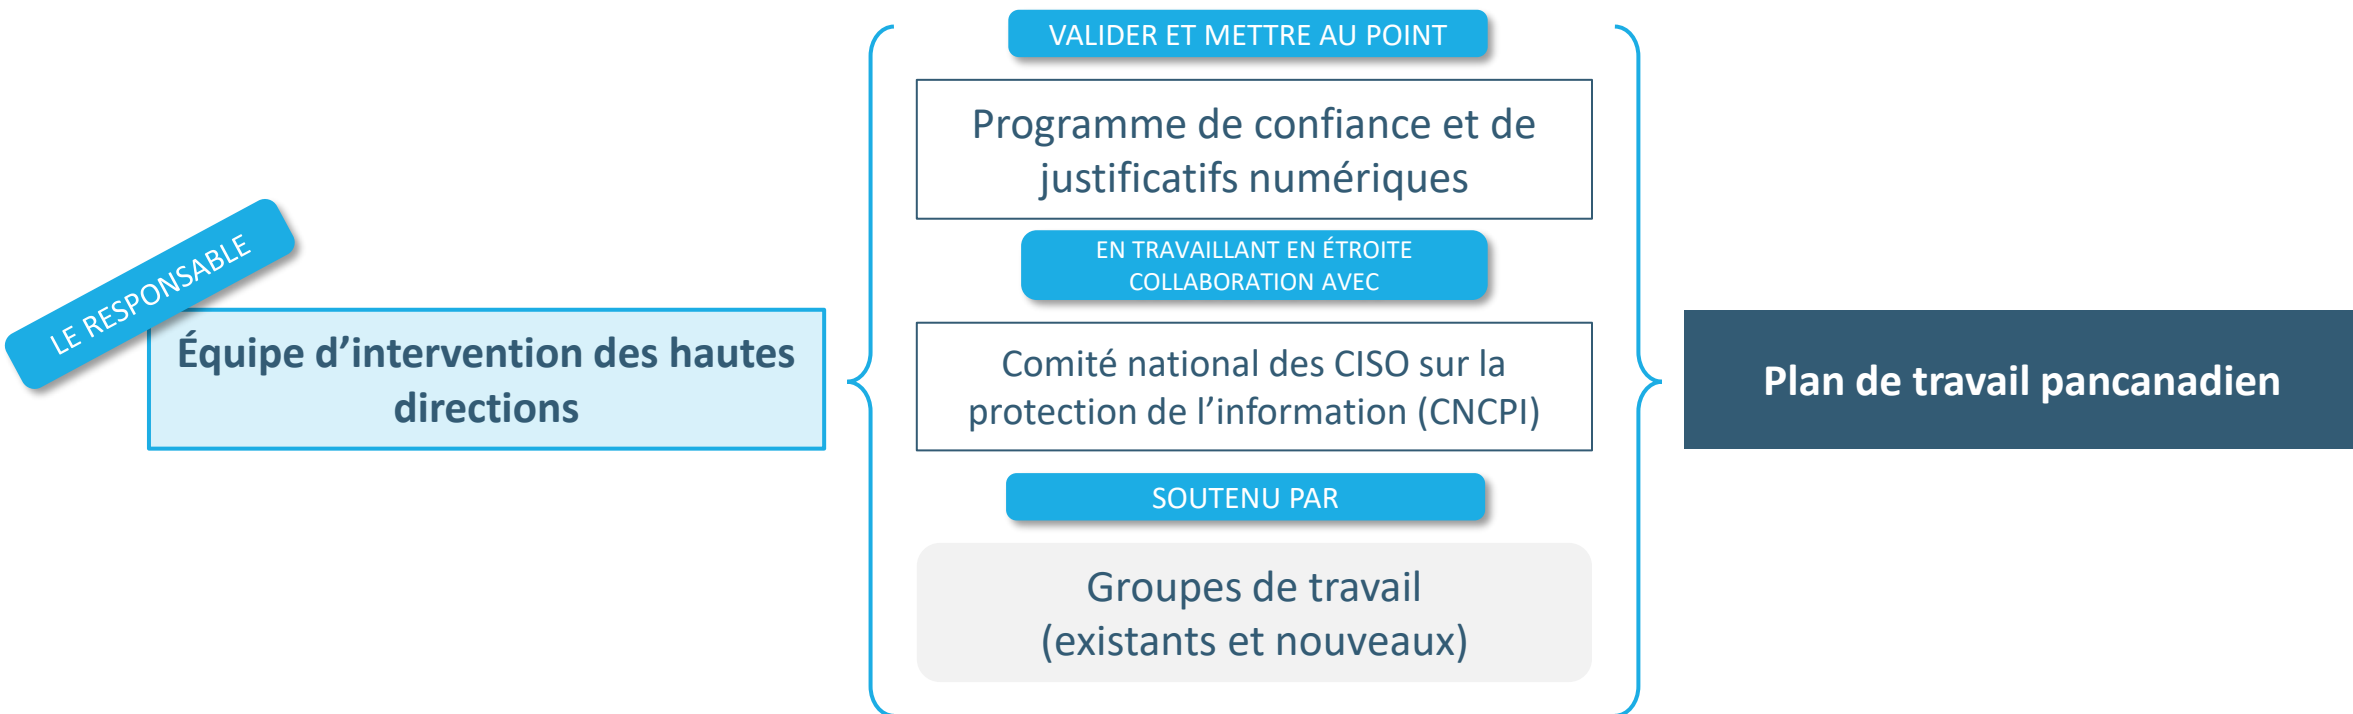 LE RESPONSABLE
Équipe d’intervention des hautes
directions
VALIDER ET METTRE AU POINT
Programme de confiance et de
justificatifs numériques
EN TRAVAILLANT EN ÉTROITE
COLLABORATION AVEC
Comité national des CISO sur la
protection de l’information (CNCPI)
SOUTENU PAR
Groupes de travail
(existants et nouveaux)
Plan de travail pancanadien